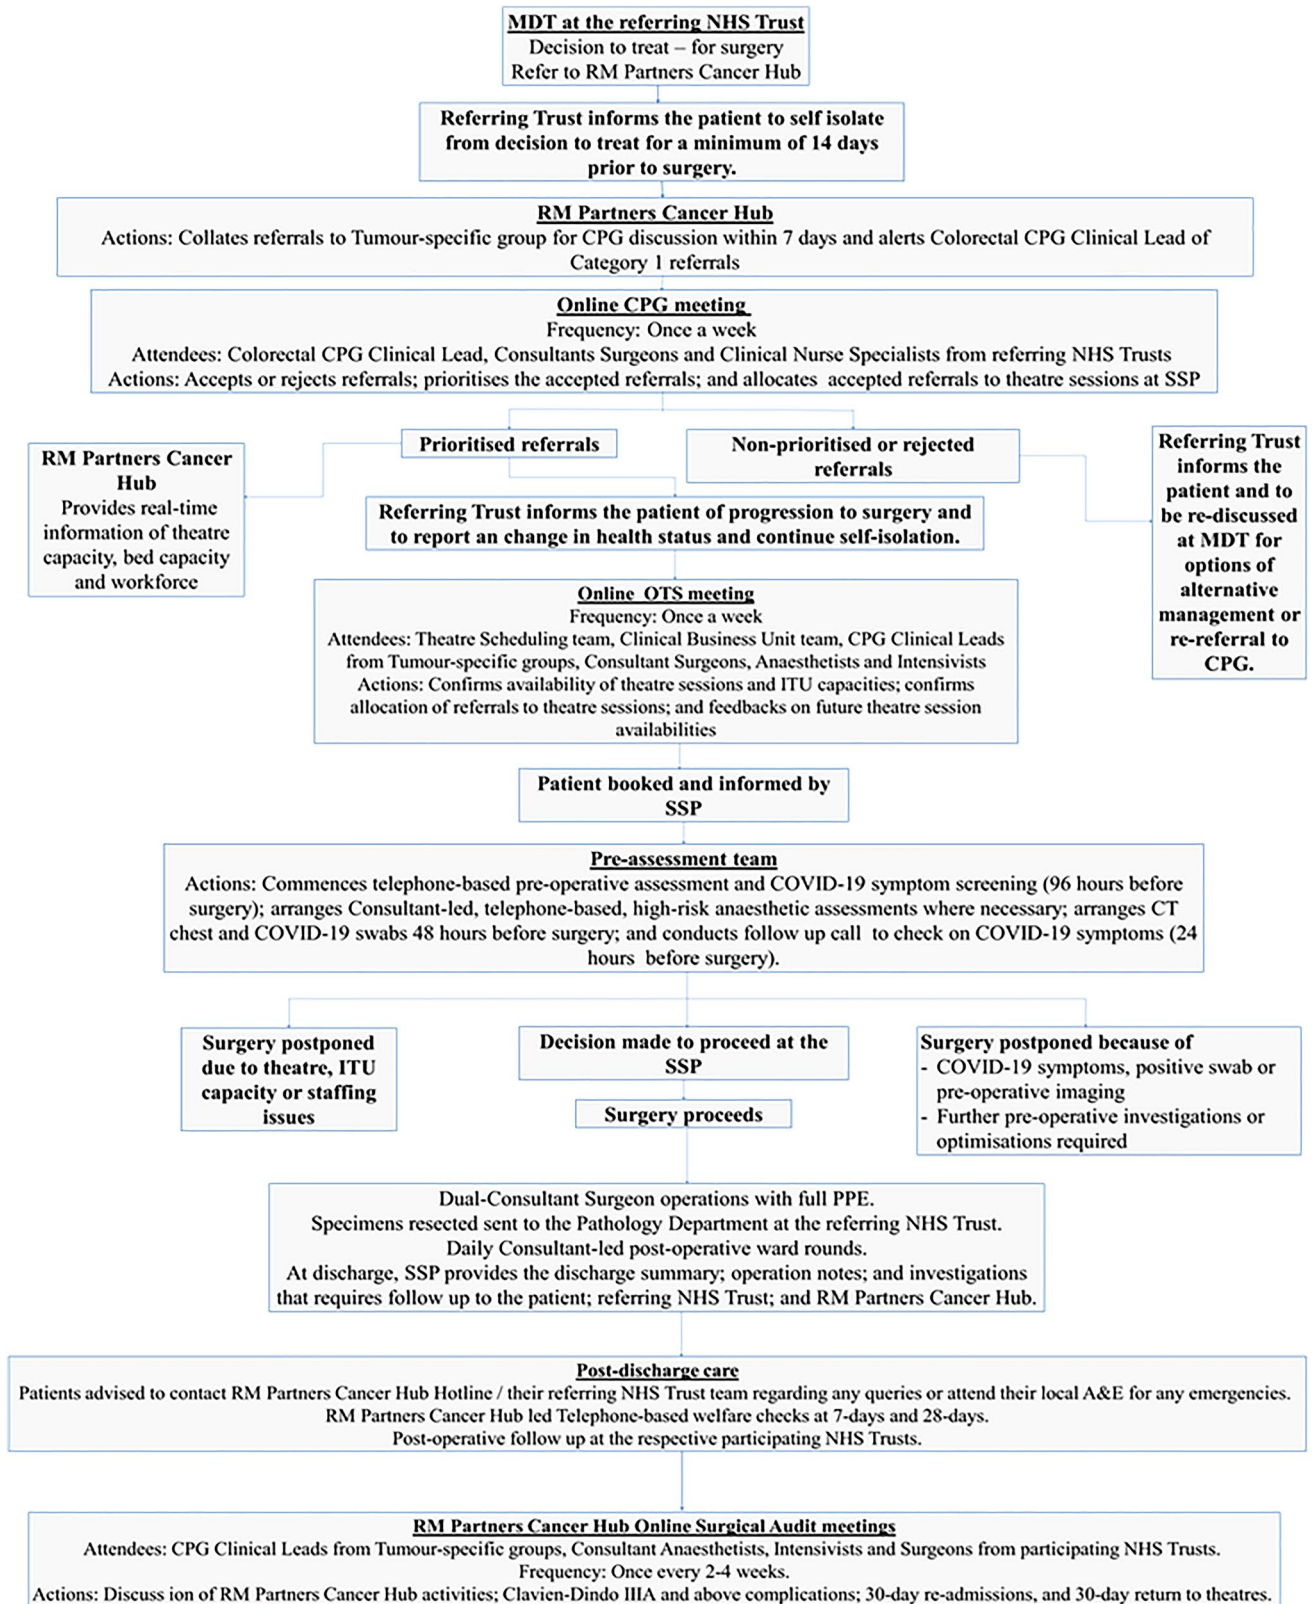 MDT at the referring NHS Trust
Decision to treat – for surgery
Refer to RM Partners Cancer Hub
Referring Trust informs the patient to self isolate
from decision to treat for a minimum of 14 days
prior to surgery.
RM Partners Cancer Hub
Actions: Collates referrals to Tumour-specific group for CPG discussion within 7 days and alerts Colorectal CPG Clinical Lead of
Category 1 referrals
Online CPG meeting
Frequency: Once a week
Attendees: Colorectal CPG Clinical Lead, Consultants Surgeons and Clinical Nurse Specialists from referring NHS Trusts
Actions: Accepts or rejects referrals; prioritises the accepted referrals; and allocates accepted referrals to theatre sessions at SSP
Prioritised referrals
Non-prioritised or rejected
referrals
RM Partners Cancer
Hub
Provides real-time
information of theatre
capacity, bed capacity
and workforce
Referring Trust
informs the
patient and to
be re-discussed
at MDT for
options of
alternative
management or
re-referral to
CPG.
Referring Trust informs the patient of progression to surgery and
to report an change in health status and continue self-isolation.
Online OTS meeting
Frequency: Once a week
Attendees: Theatre Scheduling team, Clinical Business Unit team, CPG Clinical Leads
from Tumour-specific groups, Consultant Surgeons, Anaesthetists and Intensivists
Actions: Confirms availability of theatre sessions and ITU capacities; confirms
allocation of referrals to theatre sessions; and feedbacks on future theatre session
availabilities
Patient booked and informed by
SSP
Pre-assessment team
Actions: Commences telephone-based pre-operative assessment and COVID-19 symptom screening (96 hours before
surgery); arranges Consultant-led, telephone-based, high-risk anaesthetic assessments where necessary; arranges CT
chest and COVID-19 swabs 48 hours before surgery; and conducts follow up call to check on COVID-19 symptoms (24
hours before surgery).
Surgery postponed
due to theatre, ITU
capacity or staffing
issues
Decision made to proceed at the
SSP
Surgery proceeds
Surgery postponed because of
- COVID-19 symptoms, positive swab or
pre-operative imaging
- Further pre-operative investigations or
optimisations required
Dual-Consultant Surgeon operations with full PPE.
Specimens resected sent to the Pathology Department at the referring NHS Trust.
Daily Consultant-led post-operative ward rounds.
At discharge, SSP provides the discharge summary; operation notes; and investigations
that requires follow up to the patient; referring NHS Trust; and RM Partners Cancer Hub.
Post-discharge care
Patients advised to contact RM Partners Cancer Hub Hotline / their referring NHS Trust team regarding any queries or attend their local A&E for any emergencies.
RM Partners Cancer Hub led Telephone-based welfare checks at 7-days and 28-days.
Post-operative follow up at the respective participating NHS Trusts.
RM Partners Cancer Hub Online Surgical Audit meetings
Attendees: CPG Clinical Leads from Tumour-specific groups, Consultant Anaesthetists, Intensivists and Surgeons from participating NHS Trusts.
Frequency: Once every 2-4 weeks.
Actions: Discuss ion of RM Partners Cancer Hub activities; Clavien-Dindo IIIA and above complications; 30-day re-admissions, and 30-day return to theatres.